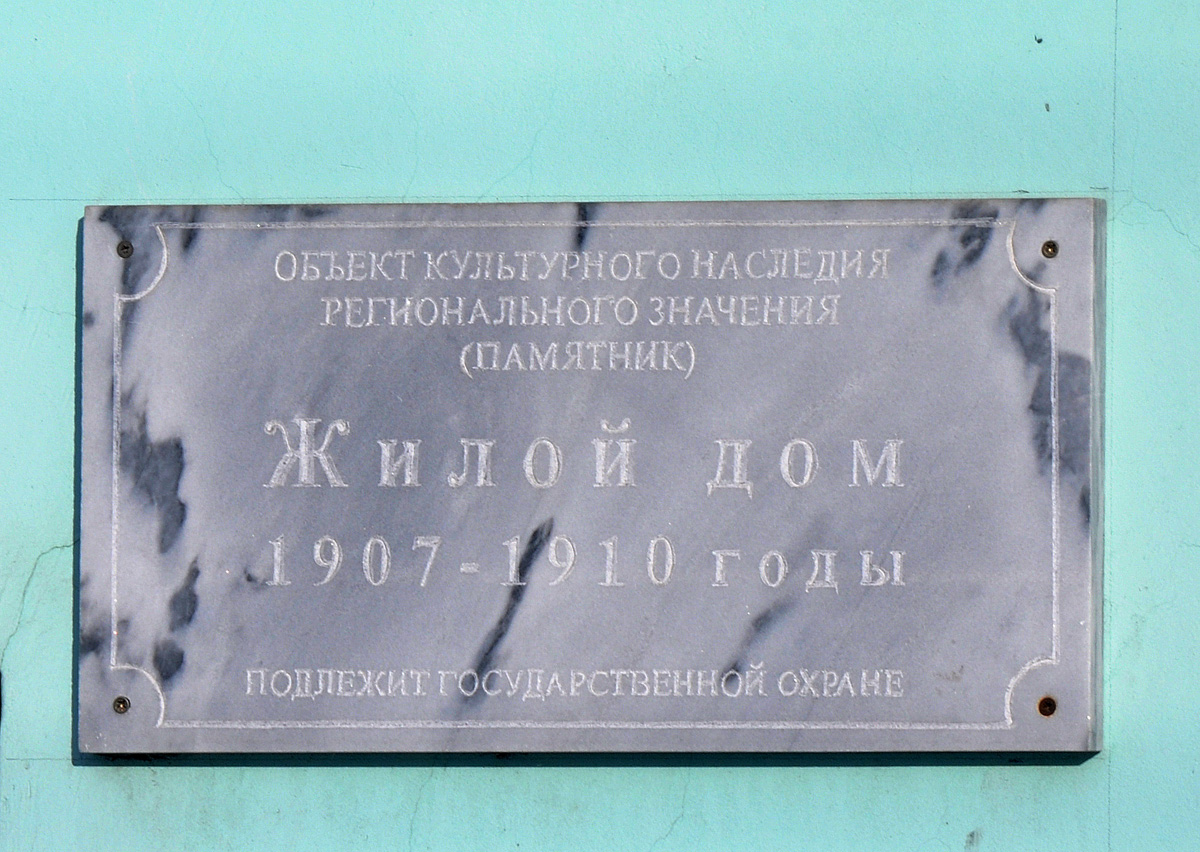 ОБЪЕКТ КУЛЬТУРНОГО НАСЛЕДИЯ
РЕГИОНАЛЬНОГО ЗНАЧЕНИЯ
(ПАМЯТНИК)
Жилой дом
1907-1910 годы
ПОДЛЕЖИТ ГОСУДАРСТВЕННОЙ ОХРАНЕ